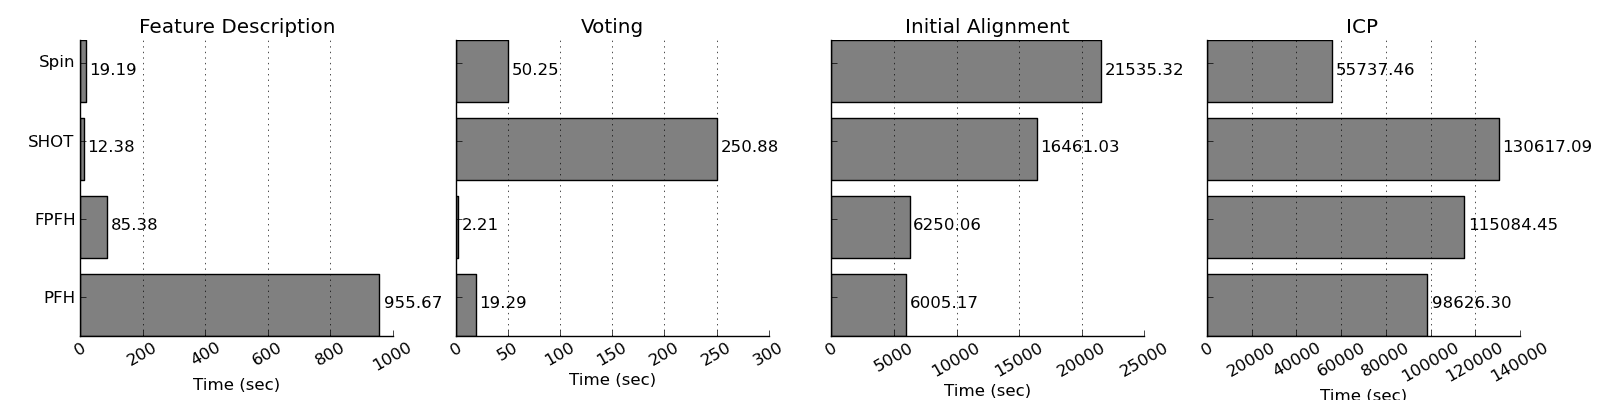 Feature Description
Spin
19.19
SHOT
12.38
FPFH
85.38
PFH
955.67
0 200 400 600 800 1000
Time (sec)
Voting
50.25
250.88
2.21
19.29
0 50 100 150 200 250 300
Time (sec)
Initial Alignment
21535.32
16461.03
6250.06
6005.17
0 5000 10000 15000 20000 25000
Time (sec)
ICP
55737.46
130617.09
115084.45
98626.30
0 20000 40000 60000 80000 100000 120000 140000
Time (sec)